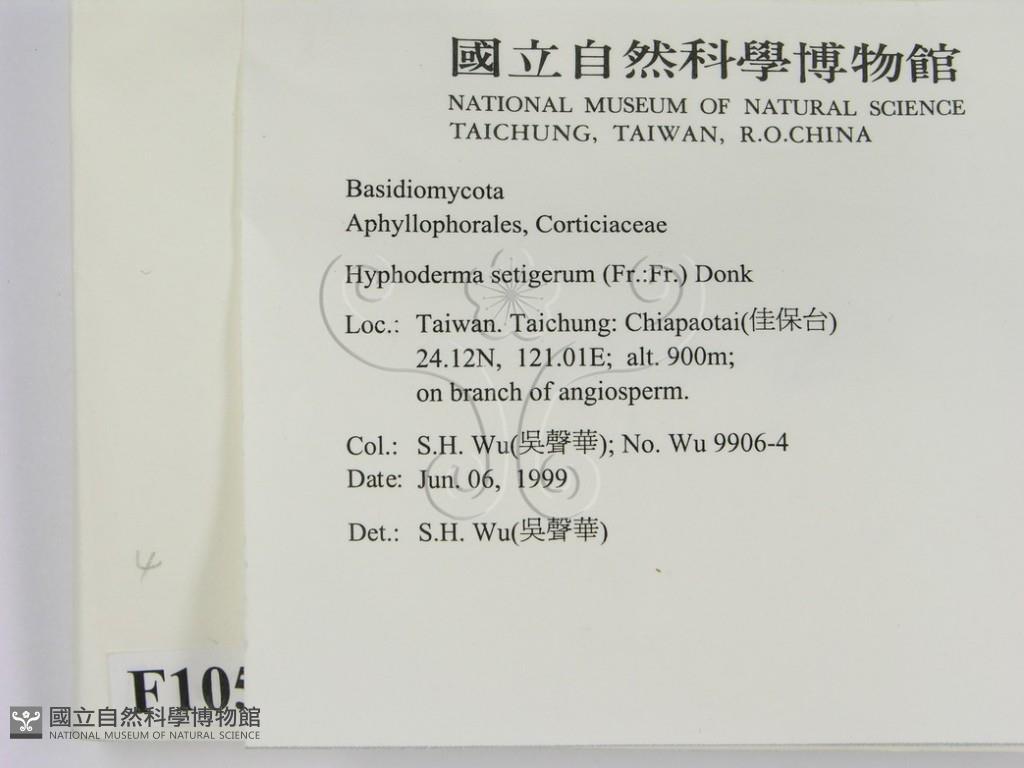 國立自然科學博物館
NATIONAL MUSEUM OF NATURAL SCIENCE
TAICHUNG, TAIWAN, R.O.CHINA
Basidiomycota
Aphyllophorales, Corticiaceae
Hyphoderma setigerum (Fr.:Fr.) Donk
Loc.: Taiwan. Taichung: Chiapaotai(佳保台)
24.12N, 121.01E; alt. 900m;
on branch of angiosperm.
Col.: S.H. Wu(吳聲華); No. Wu 9906-4
Date: Jun. 06, 1999
Det.: S.H. Wu(吳聲華)
4
F105
國立自然科學博物館
NATIONAL MUSEUM OF NATURAL SCIENCE